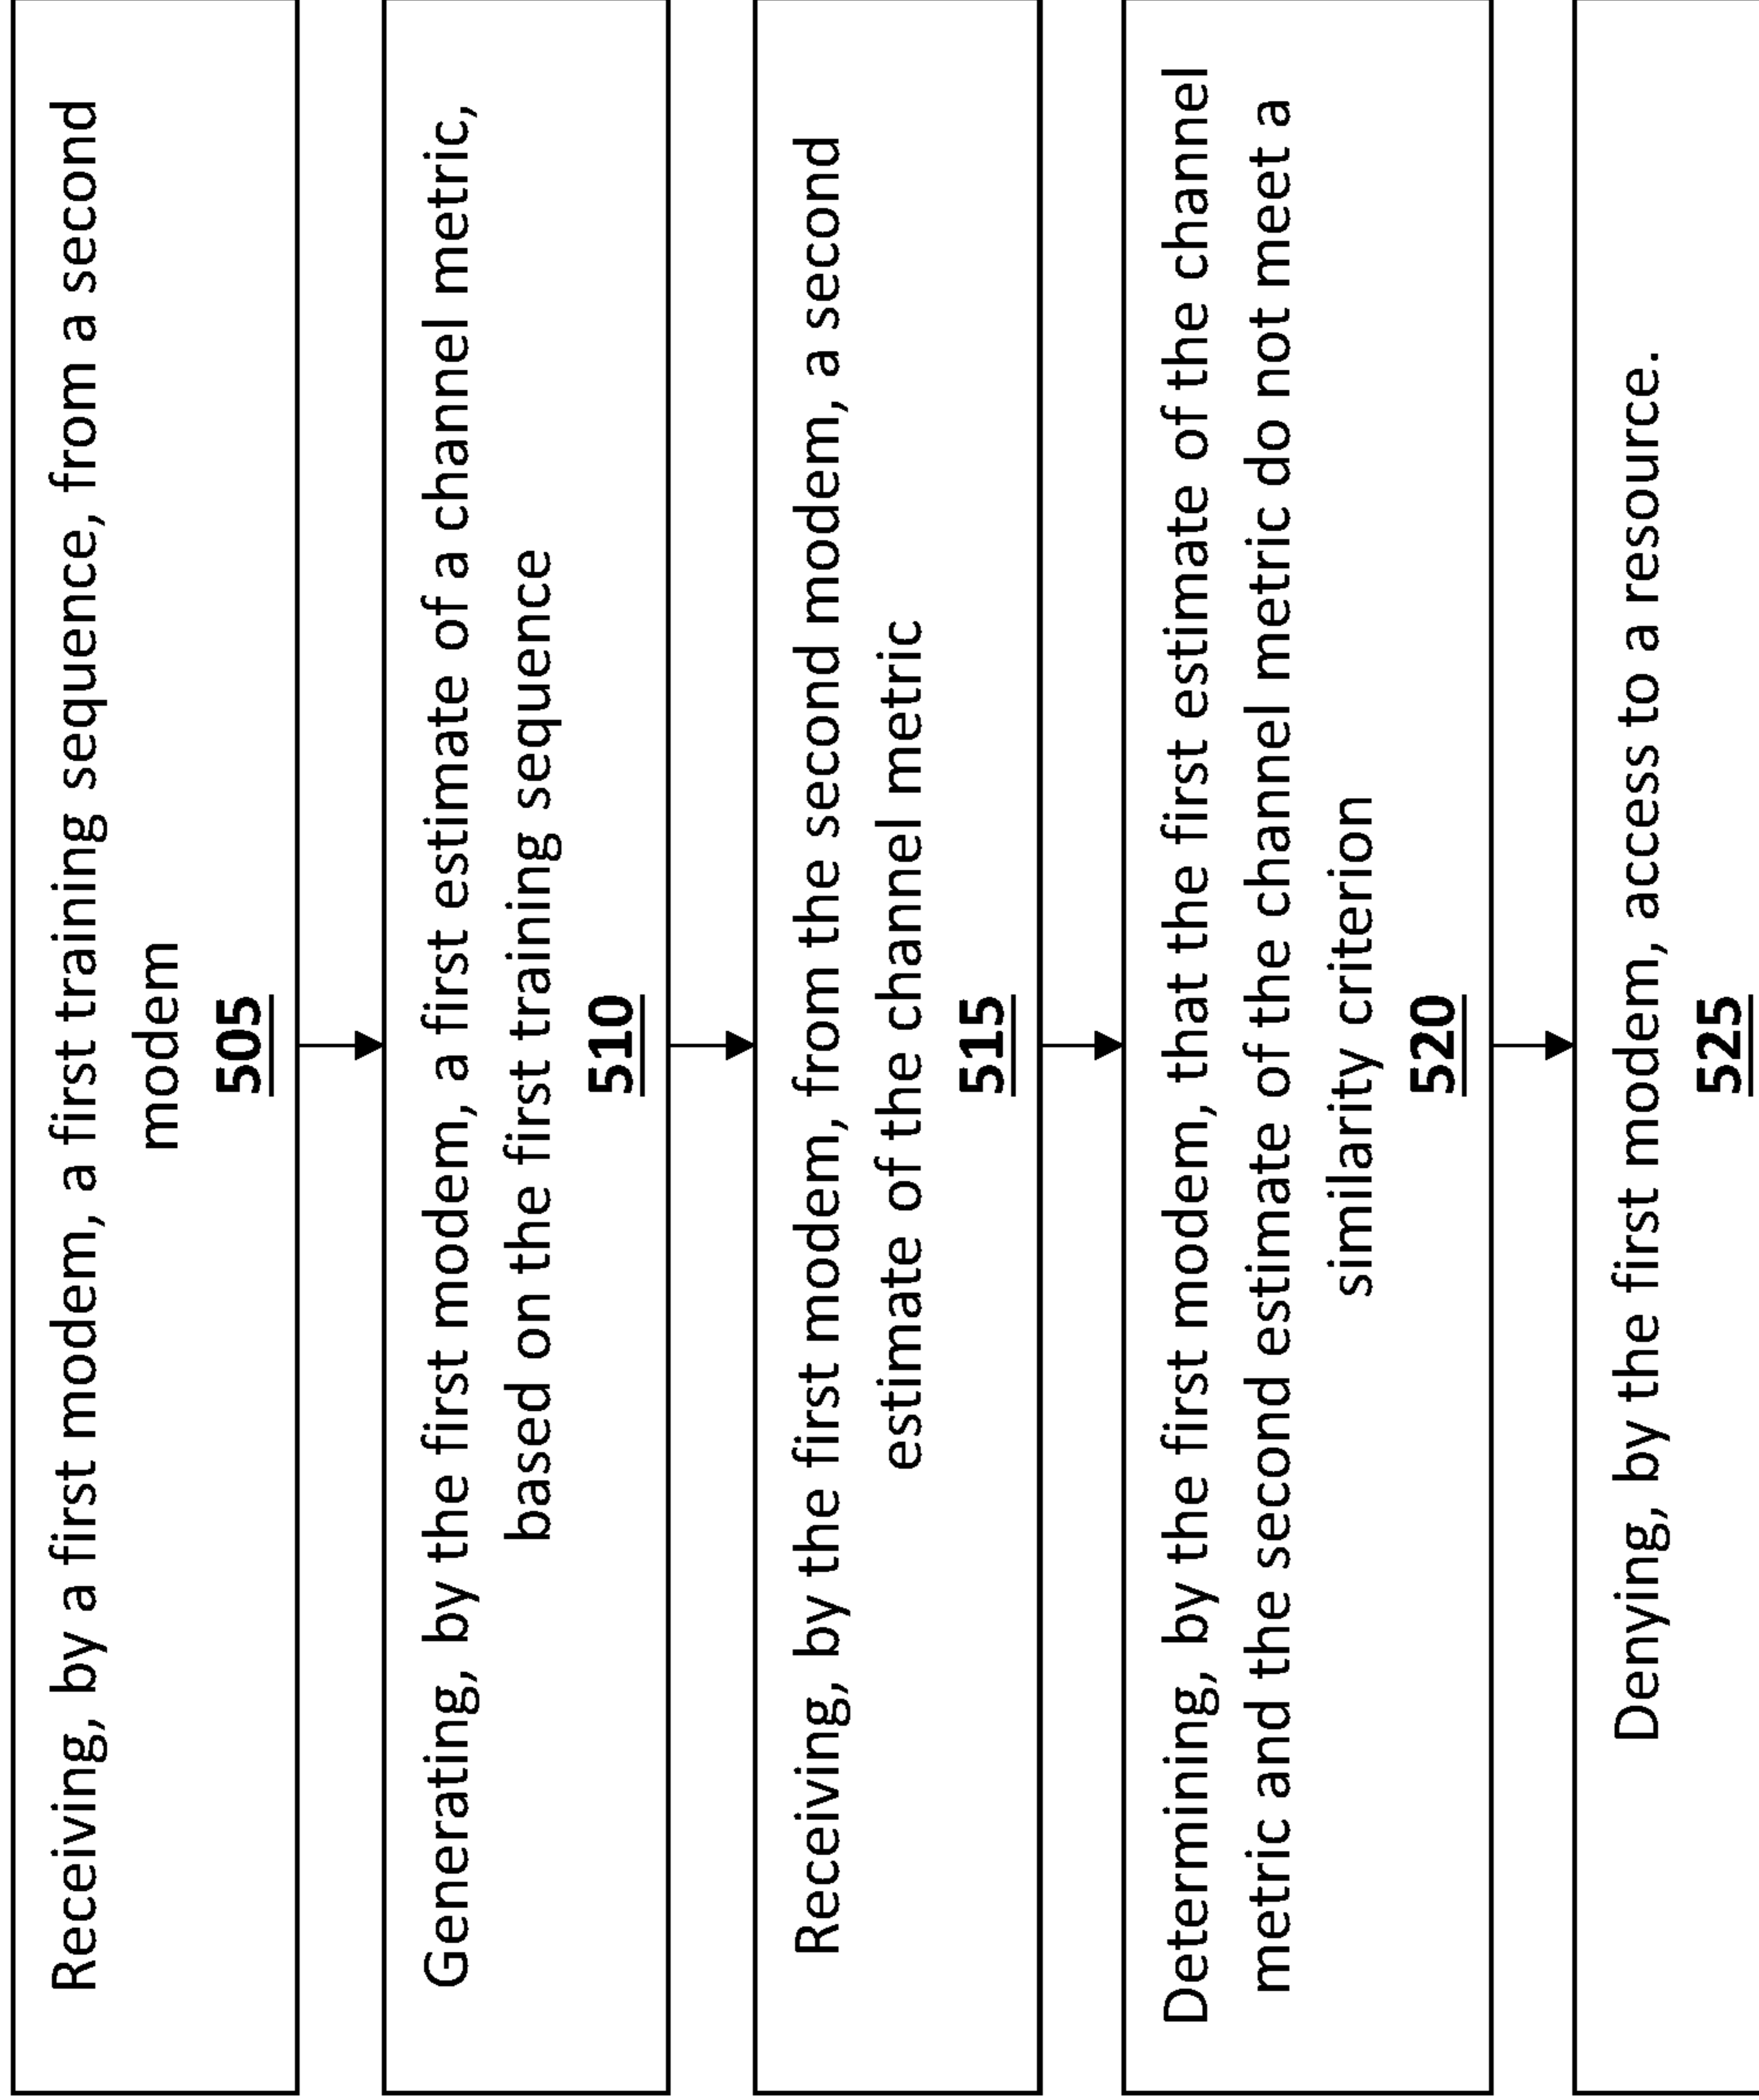 Receiving, by a first modem, a first training sequence, from a second
modem
505
Generating, by the first modem, a first estimate of a channel metric,
based on the first training sequence
510
Receiving, by the first modem, from the second modem, a second
estimate of the channel metric
515
Determining, by the first modem, that the first estimate of the channel
metric and the second estimate of the channel metric do not meet a
similarity criterion
520
Denying, by the first modem, access to a resource.
525